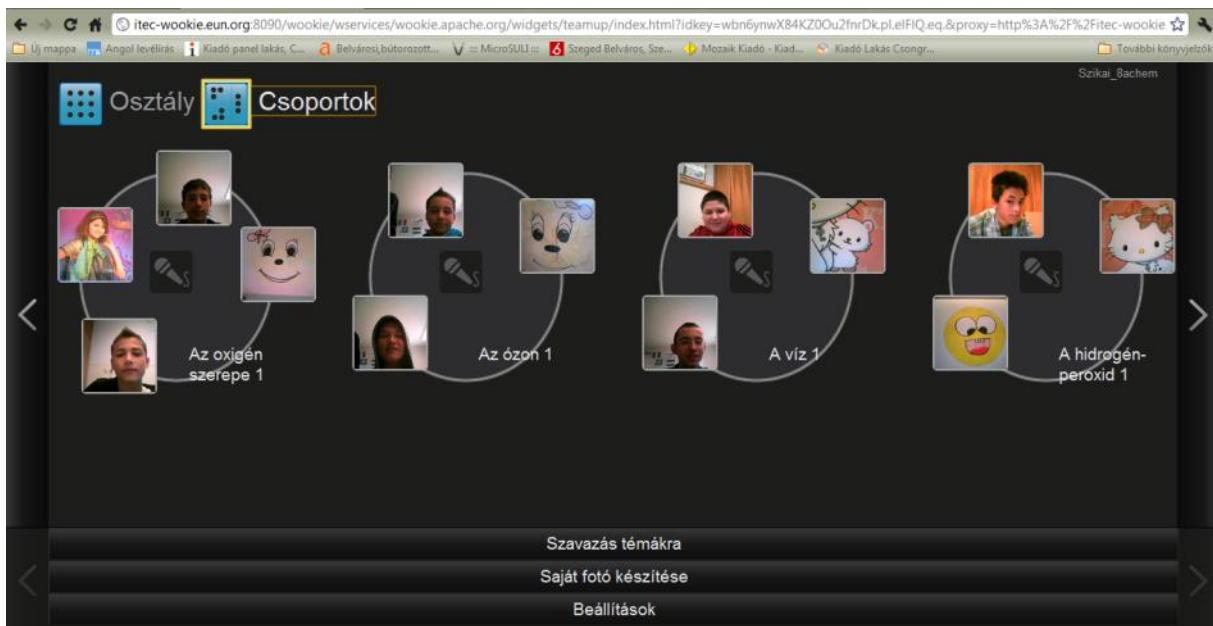 itec-wookie.eun.org:8090/wookie/wservices/wookie.apache.org/widgets/teamup/index.html?idkey=wbn6ynwX84KZ0Ou2fnrDk.pl.eIFIQ.eq.&proxy=http%3A%2F%2Fitec-wookie
Új mappa Angol levélírás Kiadó panel lakás, C... Belvárosi,bútorozott... ::: MicroSULI ::: Szeged Belváros, Sze... Mozaik Kiadó - Kiad... Kiadó Lakás Csongr... További könyvjelzők
Szikai_8achem
Osztály Csoportok
Az oxigén
szerepe 1
Az ózon 1
A víz 1
A hidrogén-
peroxid 1
Szavazás témákra
Saját fotó készítése
Beállítások